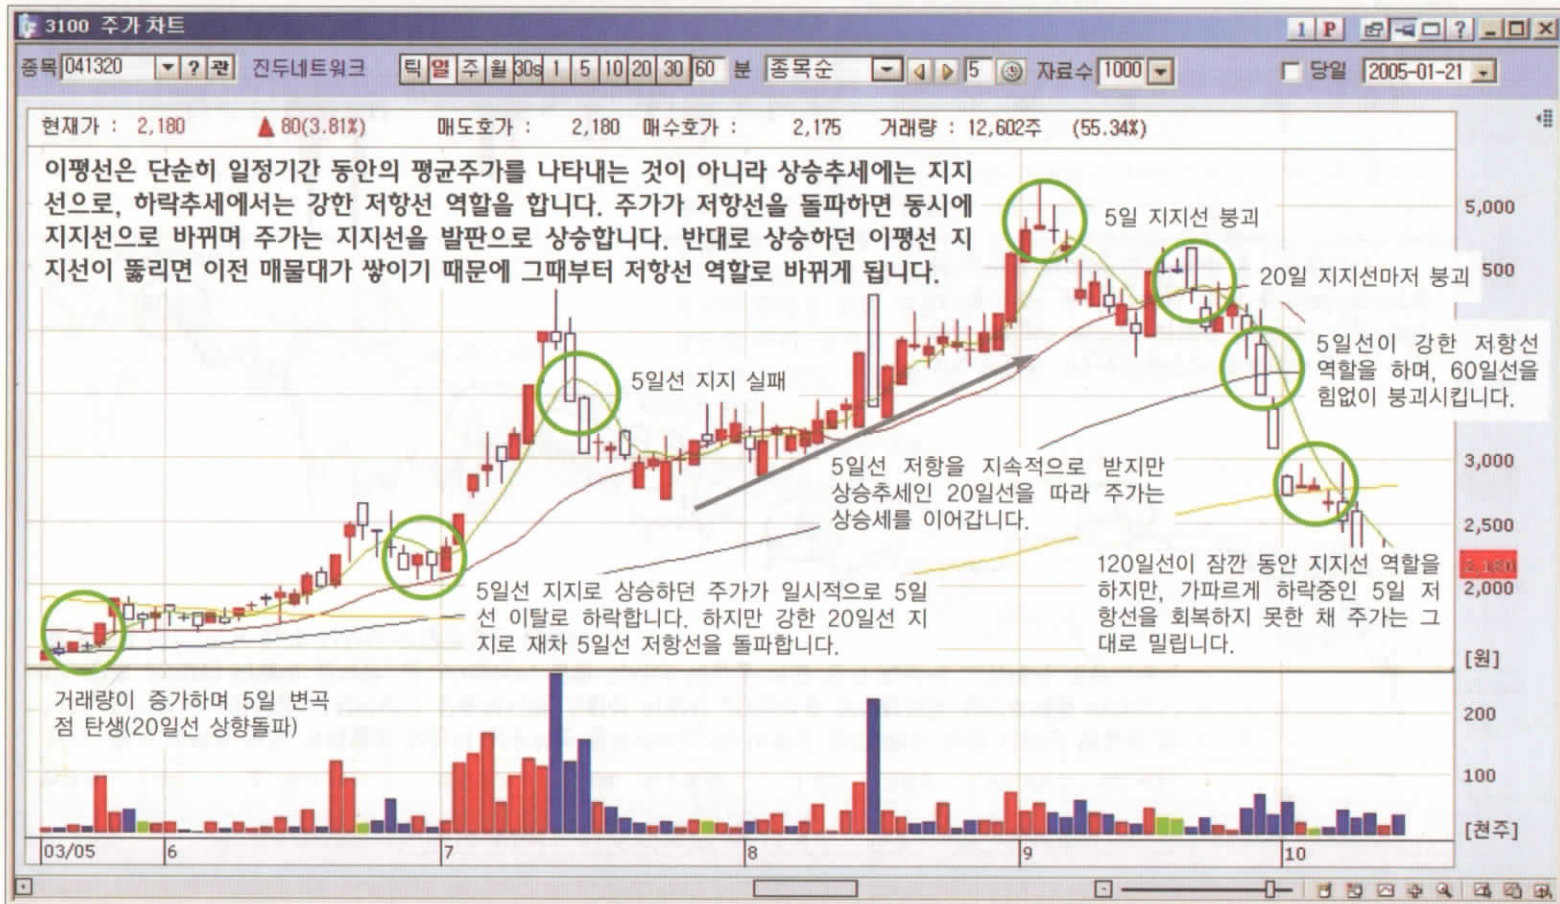 3100 주가차트
1 P ?
종목 041320 ? 관 진두네트워크 틱 일 주 월 30s 1 5 10 20 30 60 분 종목순 5 자료수 1000 당일 2005-01-21
현재가 : 2,180 ▲ 80(3.81%) 매도호가 : 2,180 매수호가 : 2,175 거래량 : 12,602주 (55.34%)
이평선은 단순히 일정기간 동안의 평균주가를 나타내는 것이 아니라 상승추세에는 지지
선으로, 하락추세에서는 강한 저항선 역할을 합니다. 주가가 저항선을 돌파하면 동시에
지지선으로 바뀌며 주가는 지지선을 발판으로 상승합니다. 반대로 상승하던 이평선 지
지선이 뚫리면 이전 매물대가 쌓이기 때문에 그때부터 저항선 역할로 바뀌게 됩니다.
5일 지지선 붕괴
5,000
20일 지지선마저 붕괴
500
5일선이 강한 저항선
역할을 하며, 60일선을
힘없이 붕괴시킵니다.
5일선 지지 실패
5일선 저항을 지속적으로 받지만
상승추세인 20일선을 따라 주가는
상승세를 이어갑니다.
3,000
2,500
2,180
2,000
120일선이 잠깐 동안 지지선 역할을
하지만, 가파르게 하락중인 5일 저
항선을 회복하지 못한 채 주가는 그
대로 밀립니다.
5일선 지지로 상승하던 주가가 일시적으로 5일
선 이탈로 하락합니다. 하지만 강한 20일선 지
지로 재차 5일선 저항선을 돌파합니다.
[원]
거래량이 증가하며 5일 변곡
점 탄생(20일선 상향돌파)
200
100
[천주]
03/05 6 7 8 9 10